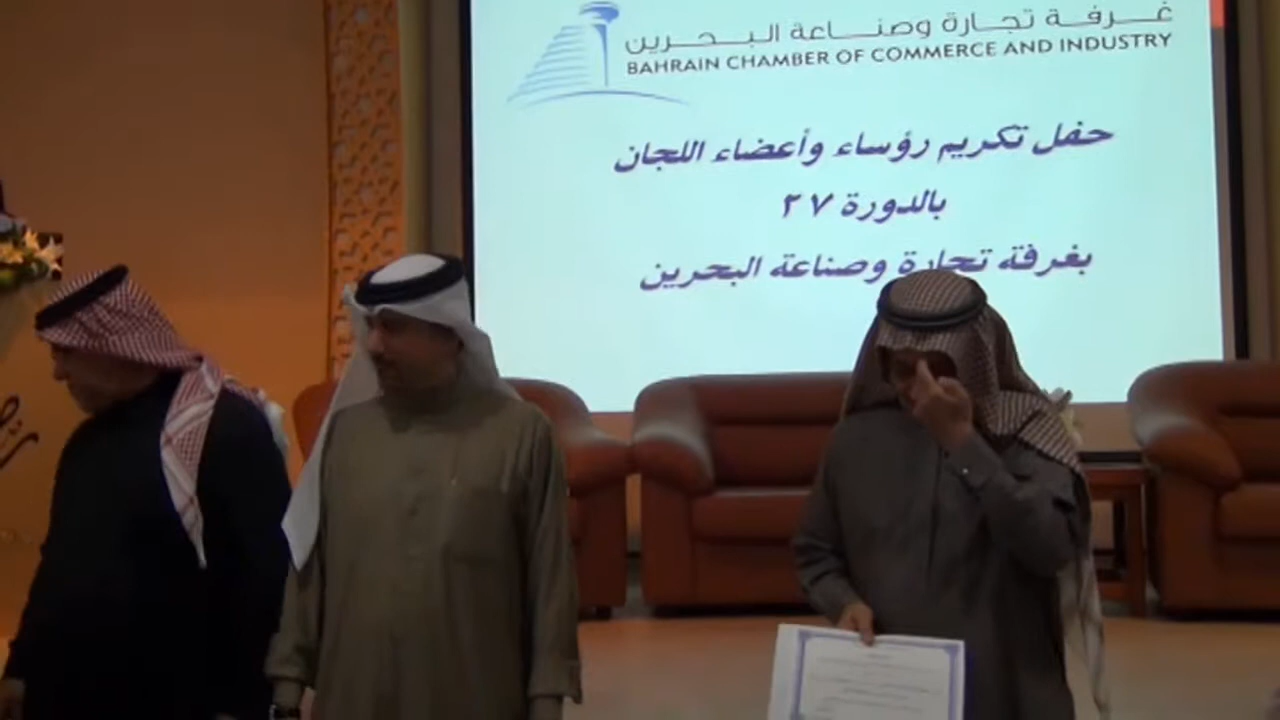 غرفة تجارة وصناعة البحرين
BAHRAIN CHAMBER OF COMMERCE AND INDUSTRY
حفل تكريم رؤساء وأعضاء اللجان
بالدورة ٢٧
بغرفة تجارة وصناعة البحرين